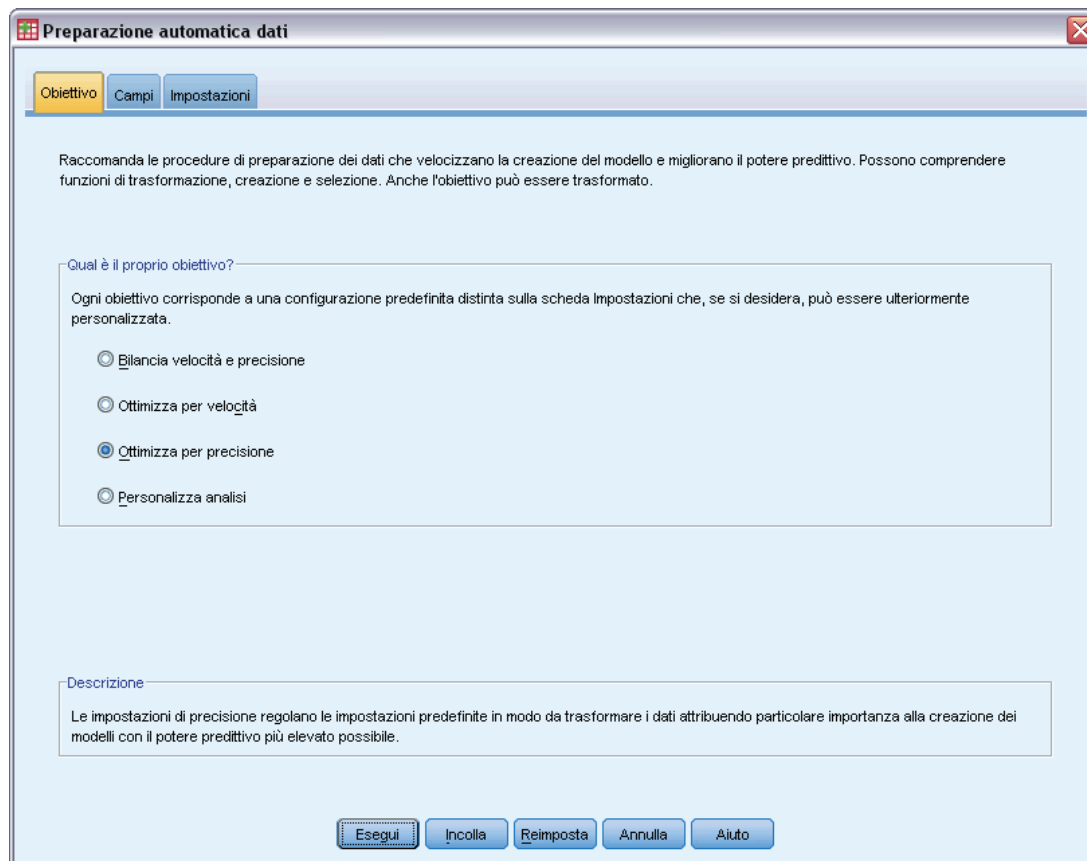 Preparazione automatica dati
Obiettivo
Campi
Impostazioni
Raccomanda le procedure di preparazione dei dati che velocizzano la creazione del modello e migliorano il potere predittivo. Possono comprendere
funzioni di trasformazione, creazione e selezione. Anche l'obiettivo può essere trasformato.
Qual è il proprio obiettivo?
Ogni obiettivo corrisponde a una configurazione predefinita distinta sulla scheda Impostazioni che, se si desidera, può essere ulteriormente
personalizzata.
Bilancia velocità e precisione
Ottimizza per velocità
Ottimizza per precisione
Personalizza analisi
Descrizione
Le impostazioni di precisione regolano le impostazioni predefinite in modo da trasformare i dati attribuendo particolare importanza alla creazione dei
modelli con il potere predittivo più elevato possibile.
Esegui
Incolla
Reimposta
Annulla
Aiuto